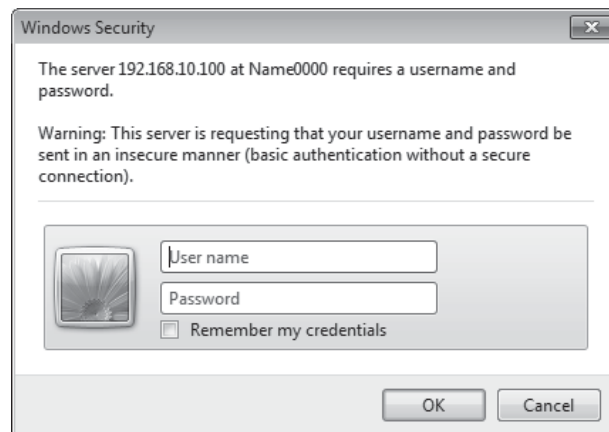 Windows Security
The server 192.168.10.100 at Name0000 requires a username and
password.
Warning: This server is requesting that your username and password be
sent in an insecure manner (basic authentication without a secure
connection).
User name
Password
Remember my credentials
OK
Cancel